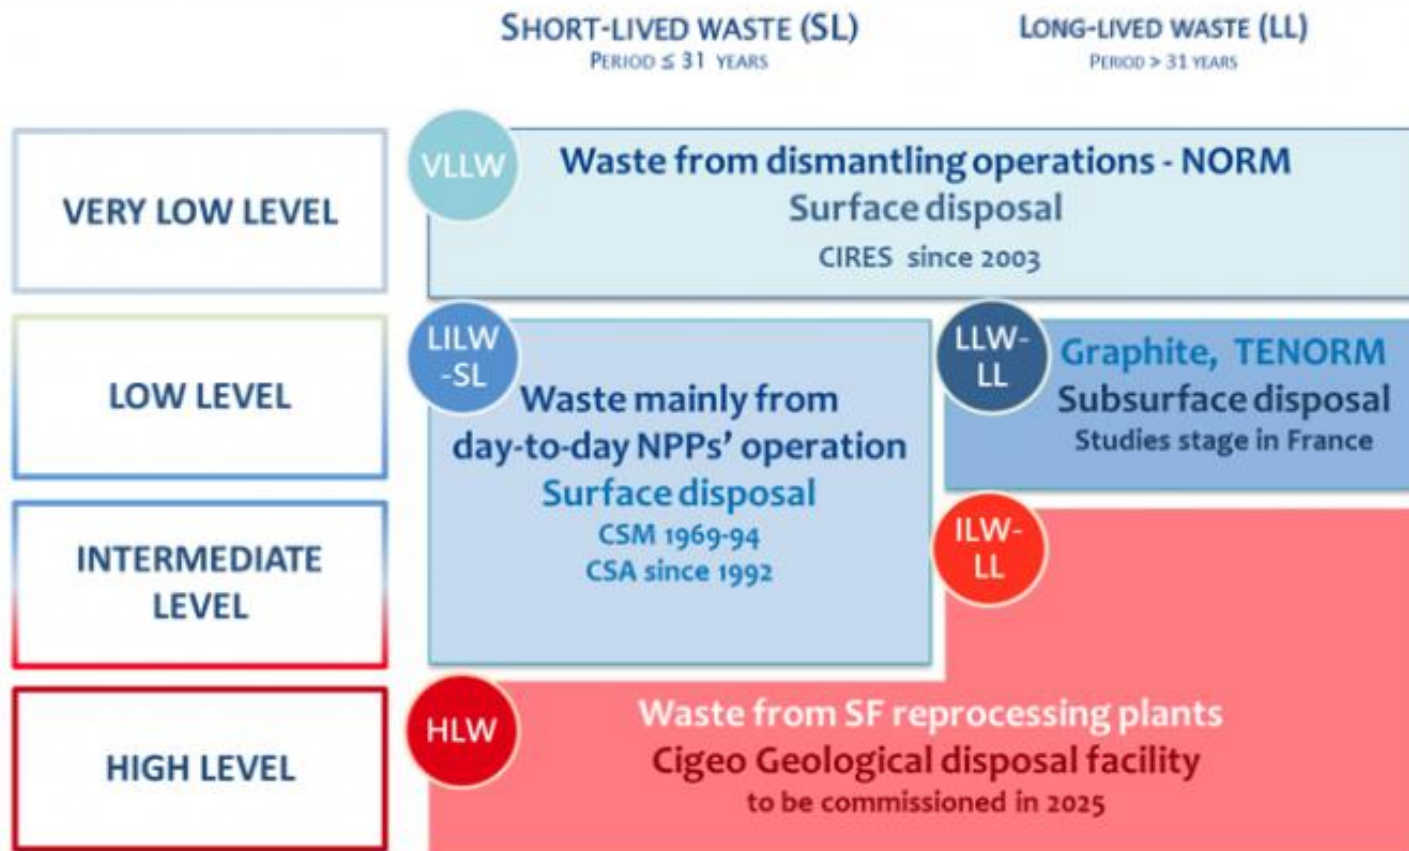 SHORT-LIVED WASTE (SL)
PERIOD ≤ 31 YEARS
LONG-LIVED WASTE (LL)
PERIOD > 31 YEARS
VERY LOW LEVEL
VLLW
Waste from dismantling operations - NORM
Surface disposal
CIRES since 2003
LOW LEVEL
LILW
-SL
Waste mainly from
day-to-day NPPs' operation
Surface disposal
CSM 1969-94
CSA since 1992
LLW-
LL
Graphite, TENORM
Subsurface disposal
Studies stage in France
INTERMEDIATE
LEVEL
ILW-
LL
HIGH LEVEL
HLW
Waste from SF reprocessing plants
Cigeo Geological disposal facility
to be commissioned in 2025